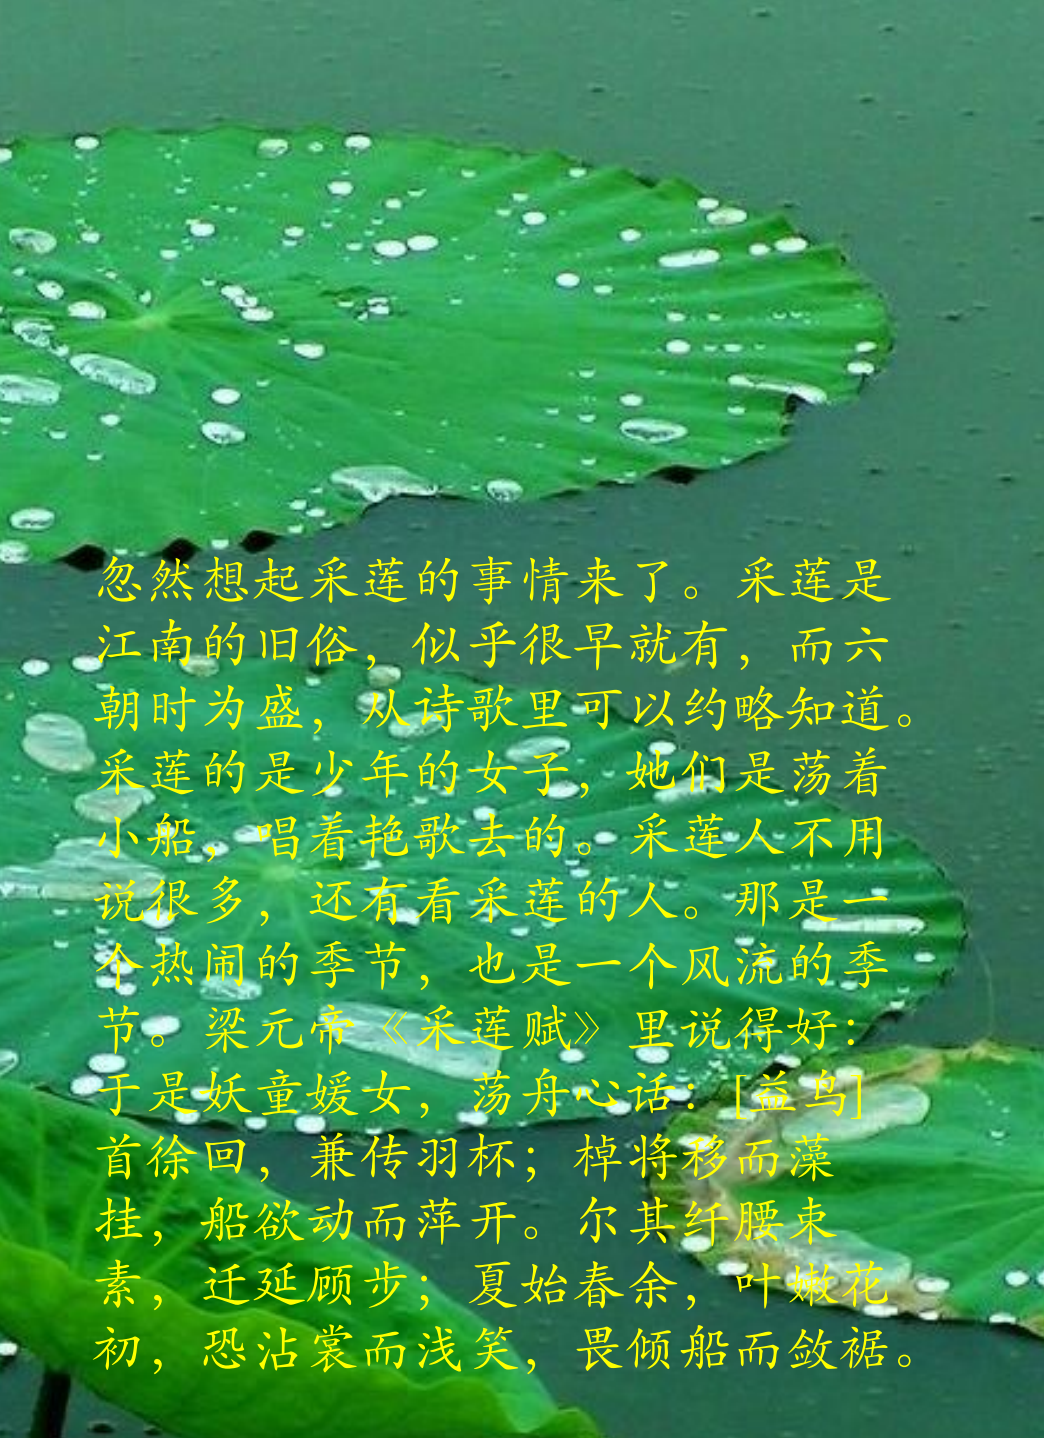 忽然想起采莲的事情来了。采莲是
江南的旧俗，似乎很早就有，而六
朝时为盛，从诗歌里可以约略知道。
采莲的是少年的女子，她们是荡着
小船，唱着艳歌去的。采莲人不用
说很多，还有看采莲的人。那是一
个热闹的季节，也是一个风流的季
节。梁元帝《采莲赋》里说得好：
于是妖童媛女，荡舟心话：[益鸟]
首徐回，兼传羽杯；棹将移而藻
挂，船欲动而萍开。尔其纤腰束
素，迁延顾步；夏始春余，叶嫩花
初，恐沾裳而浅笑，畏倾船而敛裾。